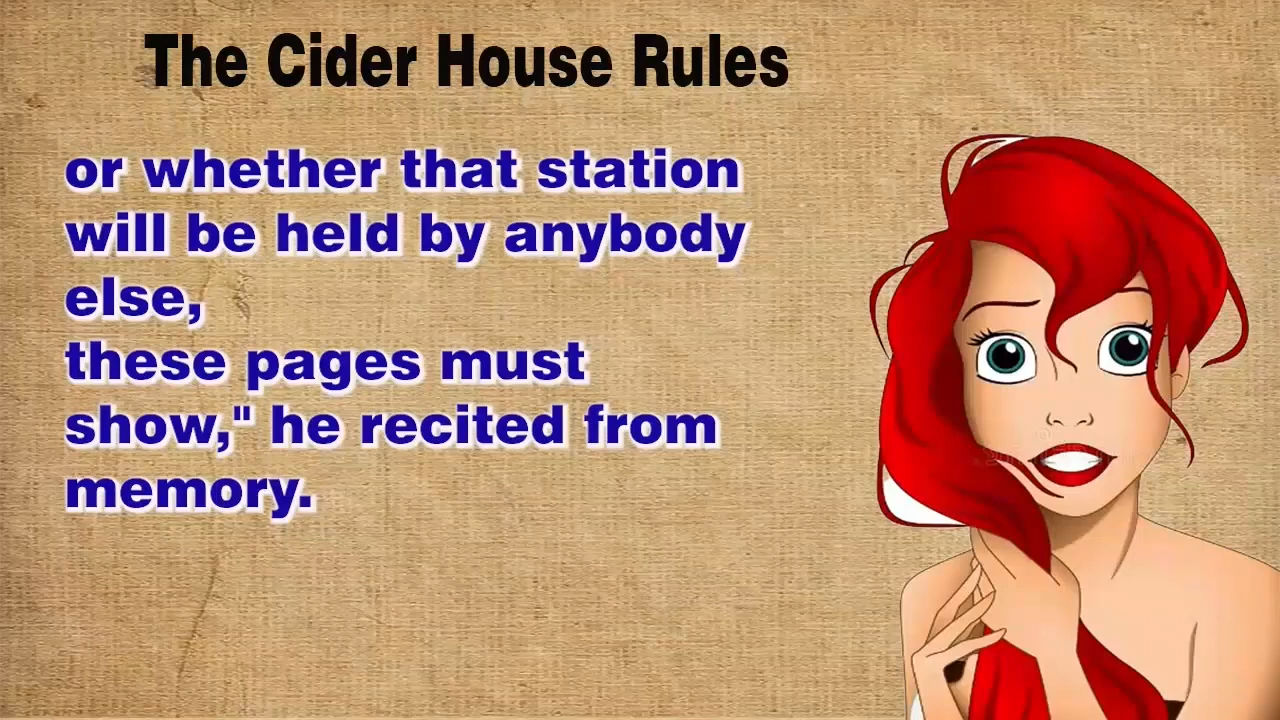 The Cider House Rules
or whether that station
will be held by anybody
else,
these pages must
show," he recited from
memory.